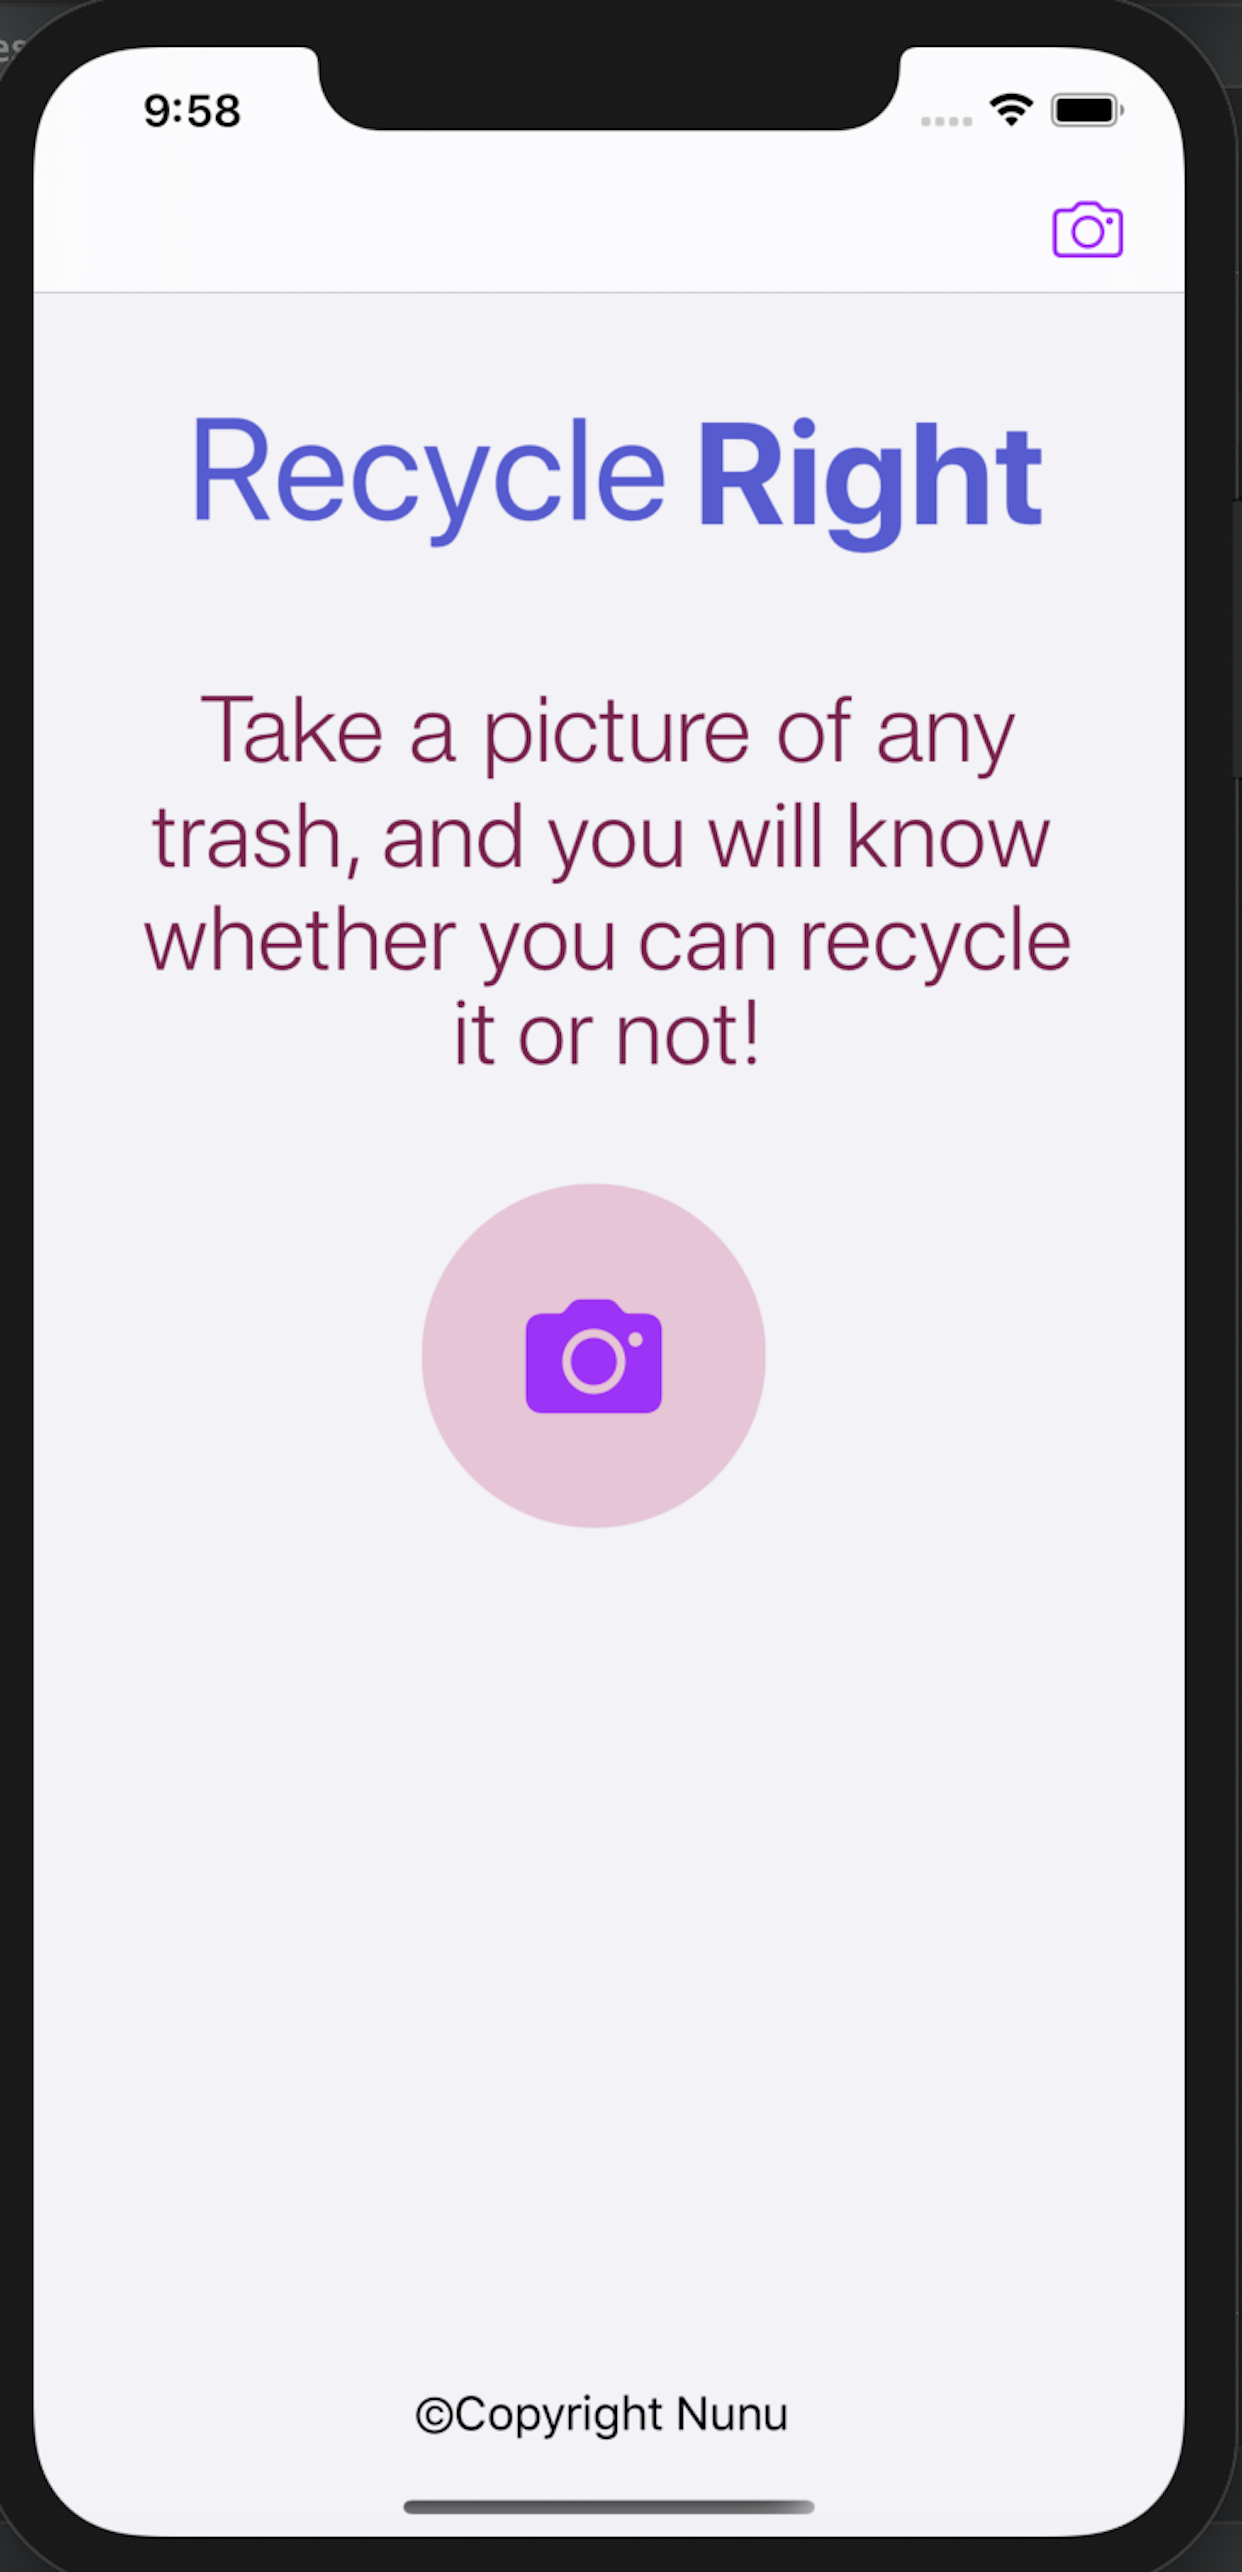 es
9:58
Recycle Right
Take a picture of any
trash, and you will know
whether you can recycle
it or not!
©Copyright Nunu